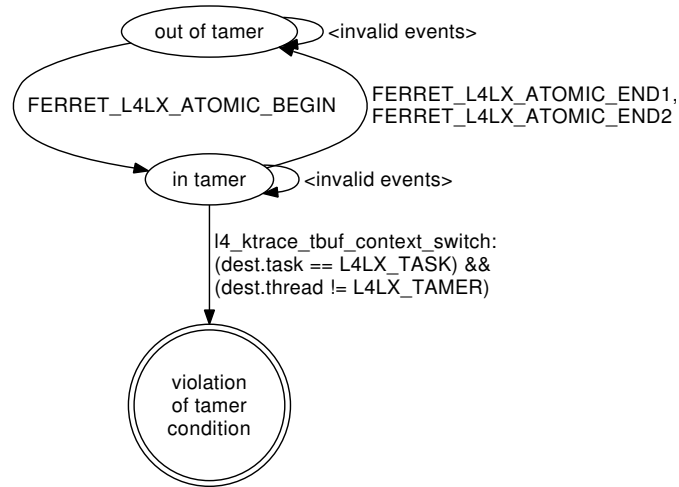 out of tamer
<invalid events>
FERRET_L4LX_ATOMIC_BEGIN
FERRET_L4LX_ATOMIC_END1,
FERRET_L4LX_ATOMIC_END2
in tamer
<invalid events>
l4_ktrace_tbuf_context_switch:
(dest.task == L4LX_TASK) &&
(dest.thread != L4LX_TAMER)
violation
of tamer
condition